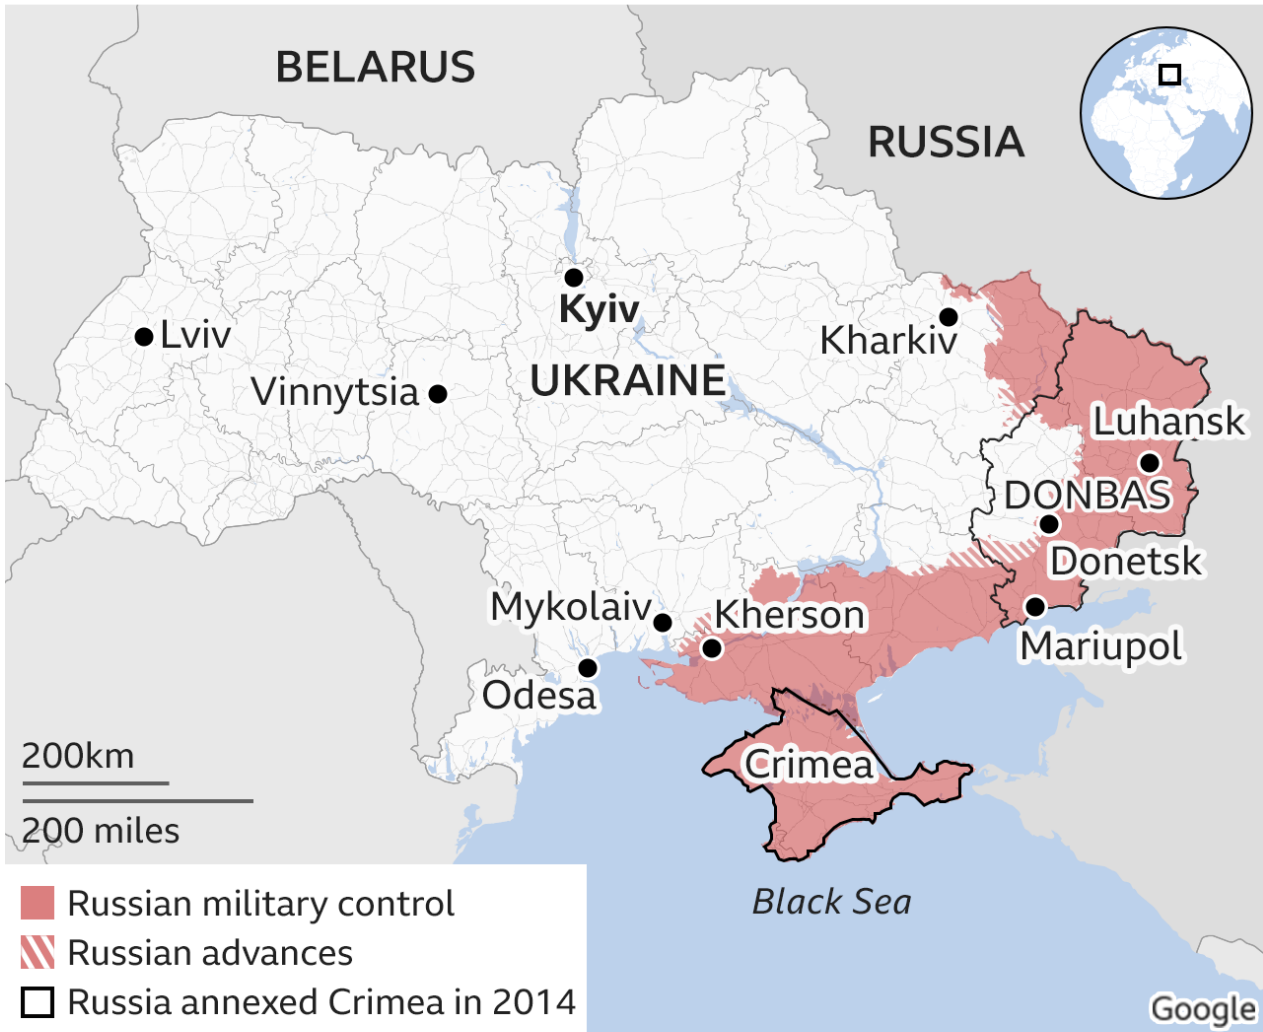 BELARUS
RUSSIA
Kyiv
Lviv
Kharkiv
Vinnytsia
UKRAINE
Luhansk
DONBAS
Donetsk
Mykolaiv
Kherson
Mariupol
Odesa
Crimea
200km
200 miles
Black Sea
Russian military control
Russian advances
Russia annexed Crimea in 2014
Google